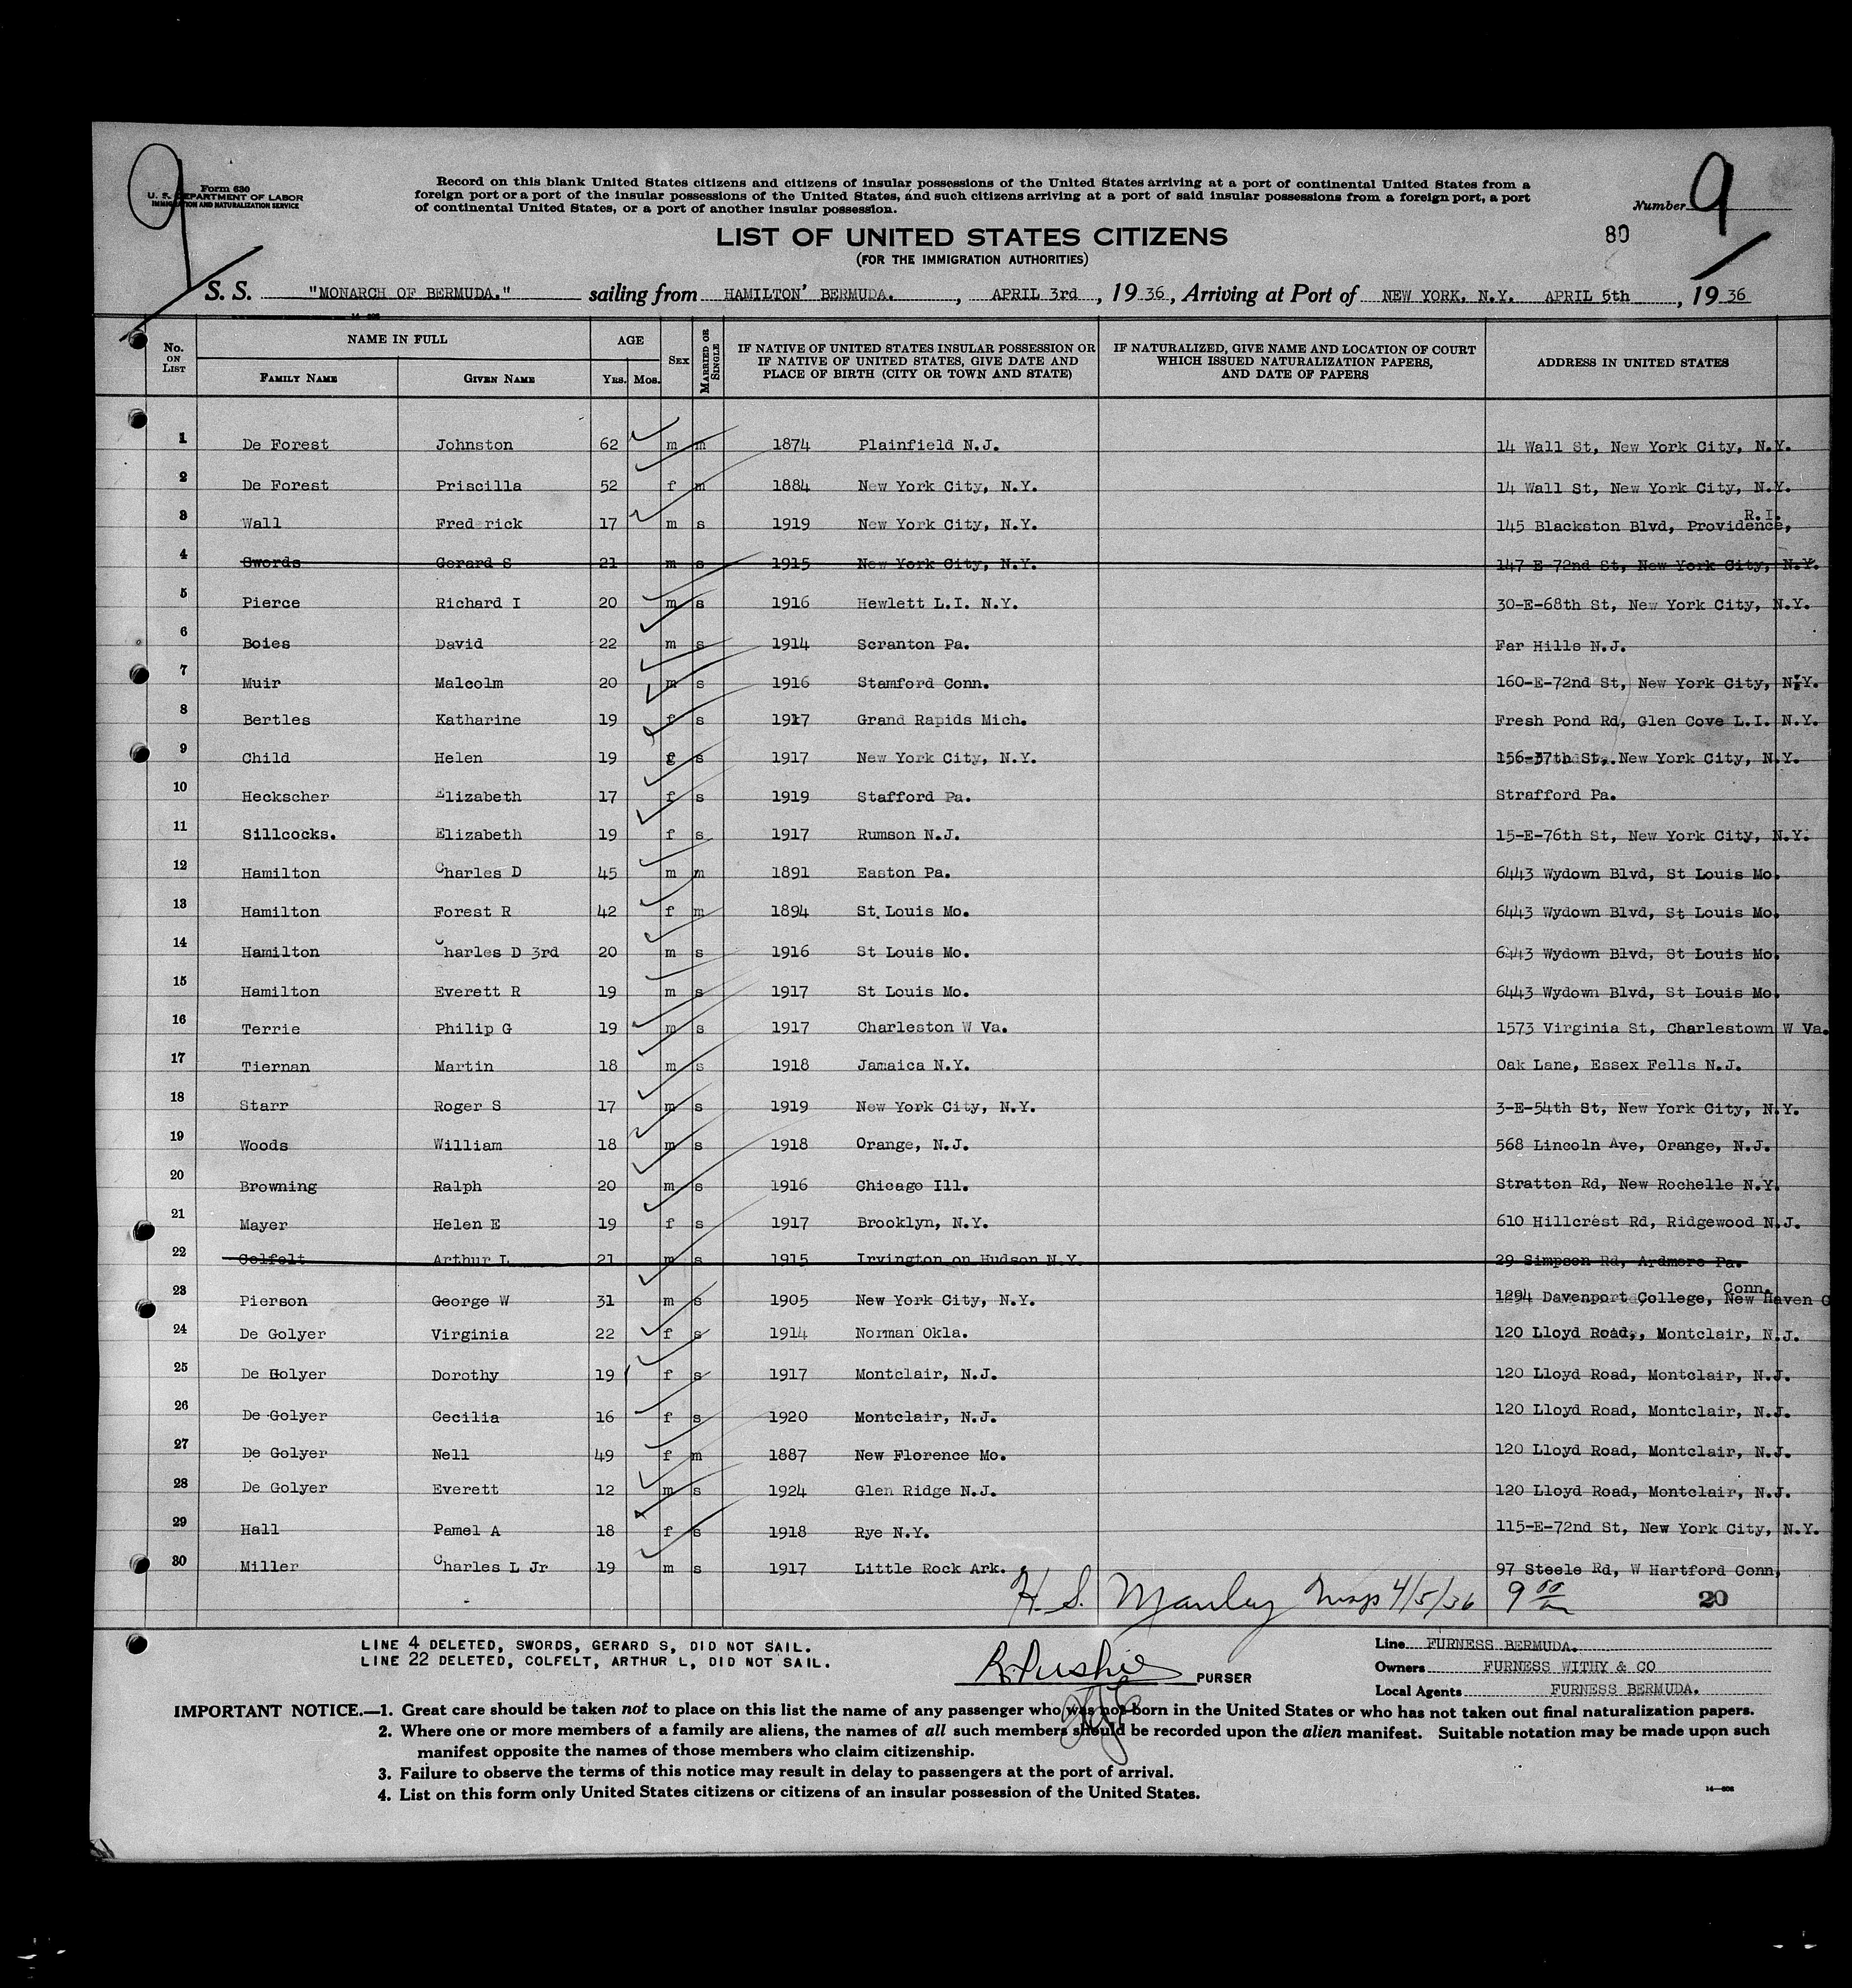 9
Form 630
U. S. DEPARTMENT OF LABOR
IMMIGRATION AND NATURALIZATION SERVICE
Record on this blank United States citizens and citizens of insular possessions of the United States arriving at a port of continental United States from a
foreign port or a port of the insular possessions of the United States, and such citizens arriving at a port of said insular possessions from a foreign port, a port
of continental United States, or a port of another insular possession.
Number 9
80
LIST OF UNITED STATES CITIZENS
(FOR THE IMMIGRATION AUTHORITIES)
S. S. "MONARCH OF BERMUDA." sailing from HAMILTON' BERMUDA. , APRIL 3rd , 19 36 , Arriving at Port of NEW YORK, N.Y. APRIL 5th , 19 36
No. ON LIST NAME IN FULL AGE SEX MARRIED OR SINGLE IF NATIVE OF UNITED STATES INSULAR POSSESSION OR IF NATIVE OF UNITED STATES, GIVE DATE AND PLACE OF BIRTH (CITY OR TOWN AND STATE) IF NATURALIZED, GIVE NAME AND LOCATION OF COURT WHICH ISSUED NATURALIZATION PAPERS, AND DATE OF PAPERS ADDRESS IN UNITED STATES
FAMILY NAME GIVEN NAME YRS. MOS.
1 De Forest Johnston 62 m m 1874 Plainfield N.J. 14 Wall St, New York City, N.Y.
2 De Forest Priscilla 52 f m 1884 New York City, N.Y. 14 Wall St, New York City, N.Y.
3 Wall Frederick 17 m s 1919 New York City, N.Y. 145 Blackston Blvd, Providence, R.I.
4 Swords Gerard S 21 m s 1915 New York City, N.Y. 147 E-72nd St, New York City, N.Y.
5 Pierce Richard I 20 m s 1916 Hewlett L.I. N.Y. 30-E-68th St, New York City, N.Y.
6 Boies David 22 m s 1914 Scranton Pa. Far Hills N.J.
7 Muir Malcolm 20 m s 1916 Stamford Conn. 160-E-72nd St, New York City, N.Y.
8 Bertles Katharine 19 f s 1917 Grand Rapids Mich. Fresh Pond Rd, Glen Cove L.I. N.Y.
9 Child Helen 19 s 1917 New York City, N.Y. 156-37th St, New York City, N.Y.
10 Heckscher Elizabeth 17 f s 1919 Stafford Pa. Strafford Pa.
11 Sillcocks. Elizabeth 19 f s 1917 Rumson N.J. 15-E-76th St, New York City, N.Y.
12 Hamilton Charles D 45 m m 1891 Easton Pa. 6443 Wydown Blvd, St Louis Mo.
13 Hamilton Forest R 42 f m 1894 St. Louis Mo. 6443 Wydown Blvd, St Louis Mo.
14 Hamilton Charles D 3rd 20 m s 1916 St Louis Mo. 6443 Wydown Blvd, St Louis Mo.
15 Hamilton Everett R 19 m s 1917 St Louis Mo. 6443 Wydown Blvd, St Louis Mo.
16 Terrie Philip G 19 m s 1917 Charleston W Va. 1573 Virginia St, Charlestown W Va.
17 Tiernan Martin 18 m s 1918 Jamaica N.Y. Oak Lane, Essex Fells N.J.
18 Starr Roger S 17 m s 1919 New York City, N.Y. 3-E-54th St, New York City, N.Y.
19 Woods William 18 m s 1918 Orange, N.J. 568 Lincoln Ave, Orange, N.J.
20 Browning Ralph 20 m s 1916 Chicago Ill. Stratton Rd, New Rochelle N.Y.
21 Mayer Helen E 19 f s 1917 Brooklyn, N.Y. 610 Hillcrest Rd, Ridgewood N.J.
22 Colfelt Arthur L 21 m s 1915 Irvington on Hudson N.Y. 29 Simpson Rd, Ardmore Pa.
23 Pierson George W 31 m s 1905 New York City, N.Y. 1294 Davenport College, New Haven Conn.
24 De Golyer Virginia 22 f s 1914 Norman Okla. 120 Lloyd Road,, Montclair, N.J.
25 De Golyer Dorothy 19 f s 1917 Montclair, N.J. 120 Lloyd Road, Montclair, N.J.
26 De Golyer Cecilia 16 f s 1920 Montclair, N.J. 120 Lloyd Road, Montclair, N.J.
27 De Golyer Nell 49 f m 1887 New Florence Mo. 120 Lloyd Road, Montclair, N.J.
28 De Golyer Everett 12 m s 1924 Glen Ridge N.J. 120 Lloyd Road, Montclair, N.J.
29 Hall Pamel A 18 f s 1918 Rye N.Y. 115-E-72nd St, New York City, N.Y.
30 Miller Charles L Jr 19 m s 1917 Little Rock Ark. 97 Steele Rd, W Hartford Conn,
H. S. Manley Insp 4/5/36 9 00 am 20
LINE 4 DELETED, SWORDS, GERARD S, DID NOT SAIL.
LINE 22 DELETED, COLFELT, ARTHUR L, DID NOT SAIL.
PURSER
Line FURNESS BERMUDA.
Owners FURNESS WITHY & CO
Local Agents FURNESS BERMUDA.
IMPORTANT NOTICE.—1. Great care should be taken not to place on this list the name of any passenger who was not born in the United States or who has not taken out final naturalization papers.
2. Where one or more members of a family are aliens, the names of all such members should be recorded upon the alien manifest. Suitable notation may be made upon such
manifest opposite the names of those members who claim citizenship.
3. Failure to observe the terms of this notice may result in delay to passengers at the port of arrival.
4. List on this form only United States citizens or citizens of an insular possession of the United States.